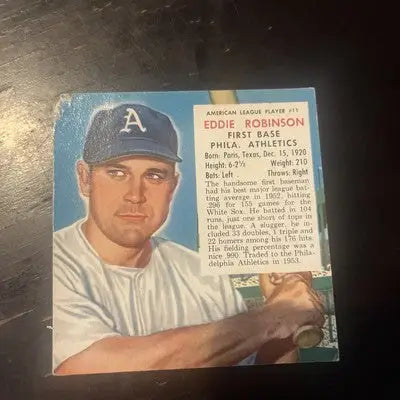 A
AMERICAN LEAGUE PLAYER #11
EDDIE ROBINSON
FIRST BASE
PHILA. ATHLETICS
Born: Paris, Texas, Dec. 15, 1920
Height: 6-2½ Weight: 210
Bats: Left Throws: Right
The handsome first baseman
had his best major league bat-
ting average in 1952, hitting
.296 for 155 games for the
White Sox. He batted in 104
runs, just one short of tops in
the league. A slugger, he in-
cluded 33 doubles, 1 triple and
22 homers among his 176 hits.
His fielding percentage was a
nice .990. Traded to the Phila-
delphia Athletics in 1953.